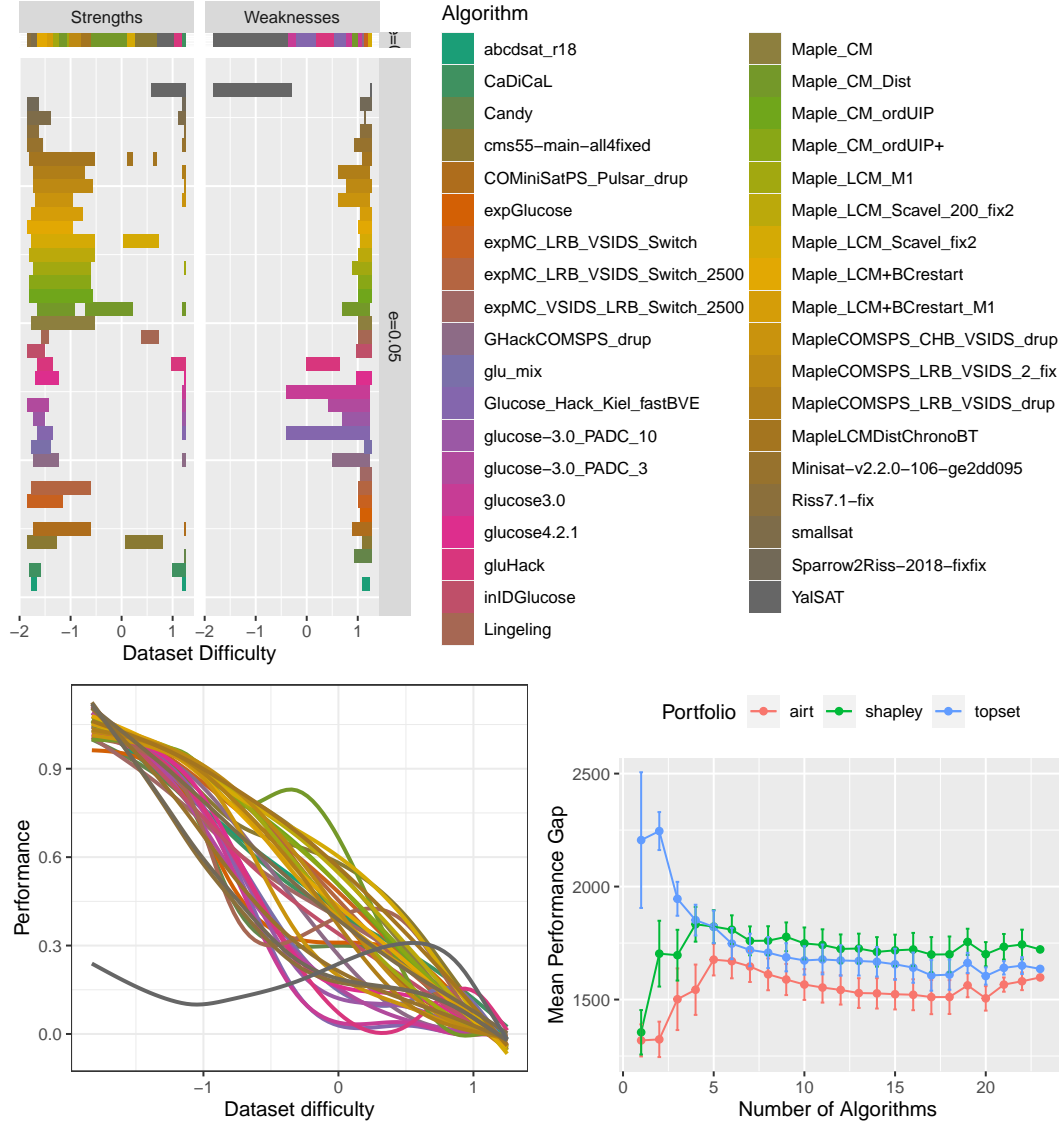 Strengths
Weaknesses
e=0.05
−2
−1
0
1
−2
−1
0
1
Dataset Difficulty
Algorithm
abcdsat_r18
CaDiCaL
Candy
cms55−main−all4fixed
COMiniSatPS_Pulsar_drup
expGlucose
expMC_LRB_VSIDS_Switch
expMC_LRB_VSIDS_Switch_2500
expMC_VSIDS_LRB_Switch_2500
GHackCOMSPS_drup
glu_mix
Glucose_Hack_Kiel_fastBVE
glucose−3.0_PADC_10
glucose−3.0_PADC_3
glucose3.0
glucose4.2.1
gluHack
inIDGlucose
Lingeling
Maple_CM
Maple_CM_Dist
Maple_CM_ordUIP
Maple_CM_ordUIP+
Maple_LCM_M1
Maple_LCM_Scavel_200_fix2
Maple_LCM_Scavel_fix2
Maple_LCM+BCrestart
Maple_LCM+BCrestart_M1
MapleCOMSPS_CHB_VSIDS_drup
MapleCOMSPS_LRB_VSIDS_2_fix
MapleCOMSPS_LRB_VSIDS_drup
MapleLCMDistChronoBT
Minisat−v2.2.0−106−ge2dd095
Riss7.1−fix
smallsat
Sparrow2Riss−2018−fixfix
YalSAT
Performance
0.9
0.6
0.3
0.0
−1
0
1
Dataset difficulty
Portfolio
airt
shapley
topset
Mean Performance Gap
2500
2000
1500
0
5
10
15
20
Number of Algorithms